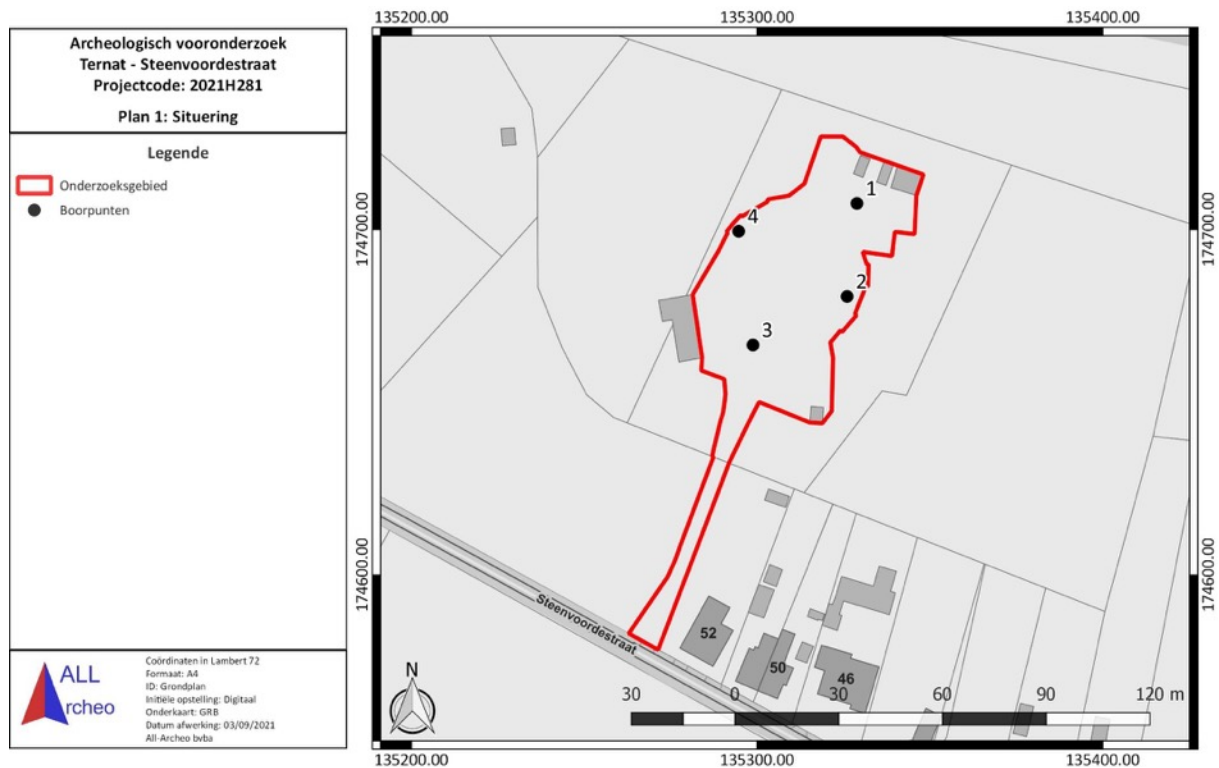 Archeologisch vooronderzoek
Ternat - Steenvoordestraat
Projectcode: 2021H281
Plan 1: Situering
Legende
Onderzoeksgebied
Boorpunten
ALL
rcheo
Coördinaten in Lambert 72
Formaat: A4
ID: Grondplan
Initiële opstelling: Digitaal
Onderkaart: GRB
Datum afwerking: 03/09/2021
All-Archeo bvba
135200.00
135300.00
135400.00
174700.00
174700.00
174600.00
174600.00
1
4
2
3
Steenvoordestraat
52
50
46
N
30
0
30
60
90
120 m
135200.00
135300.00
135400.00